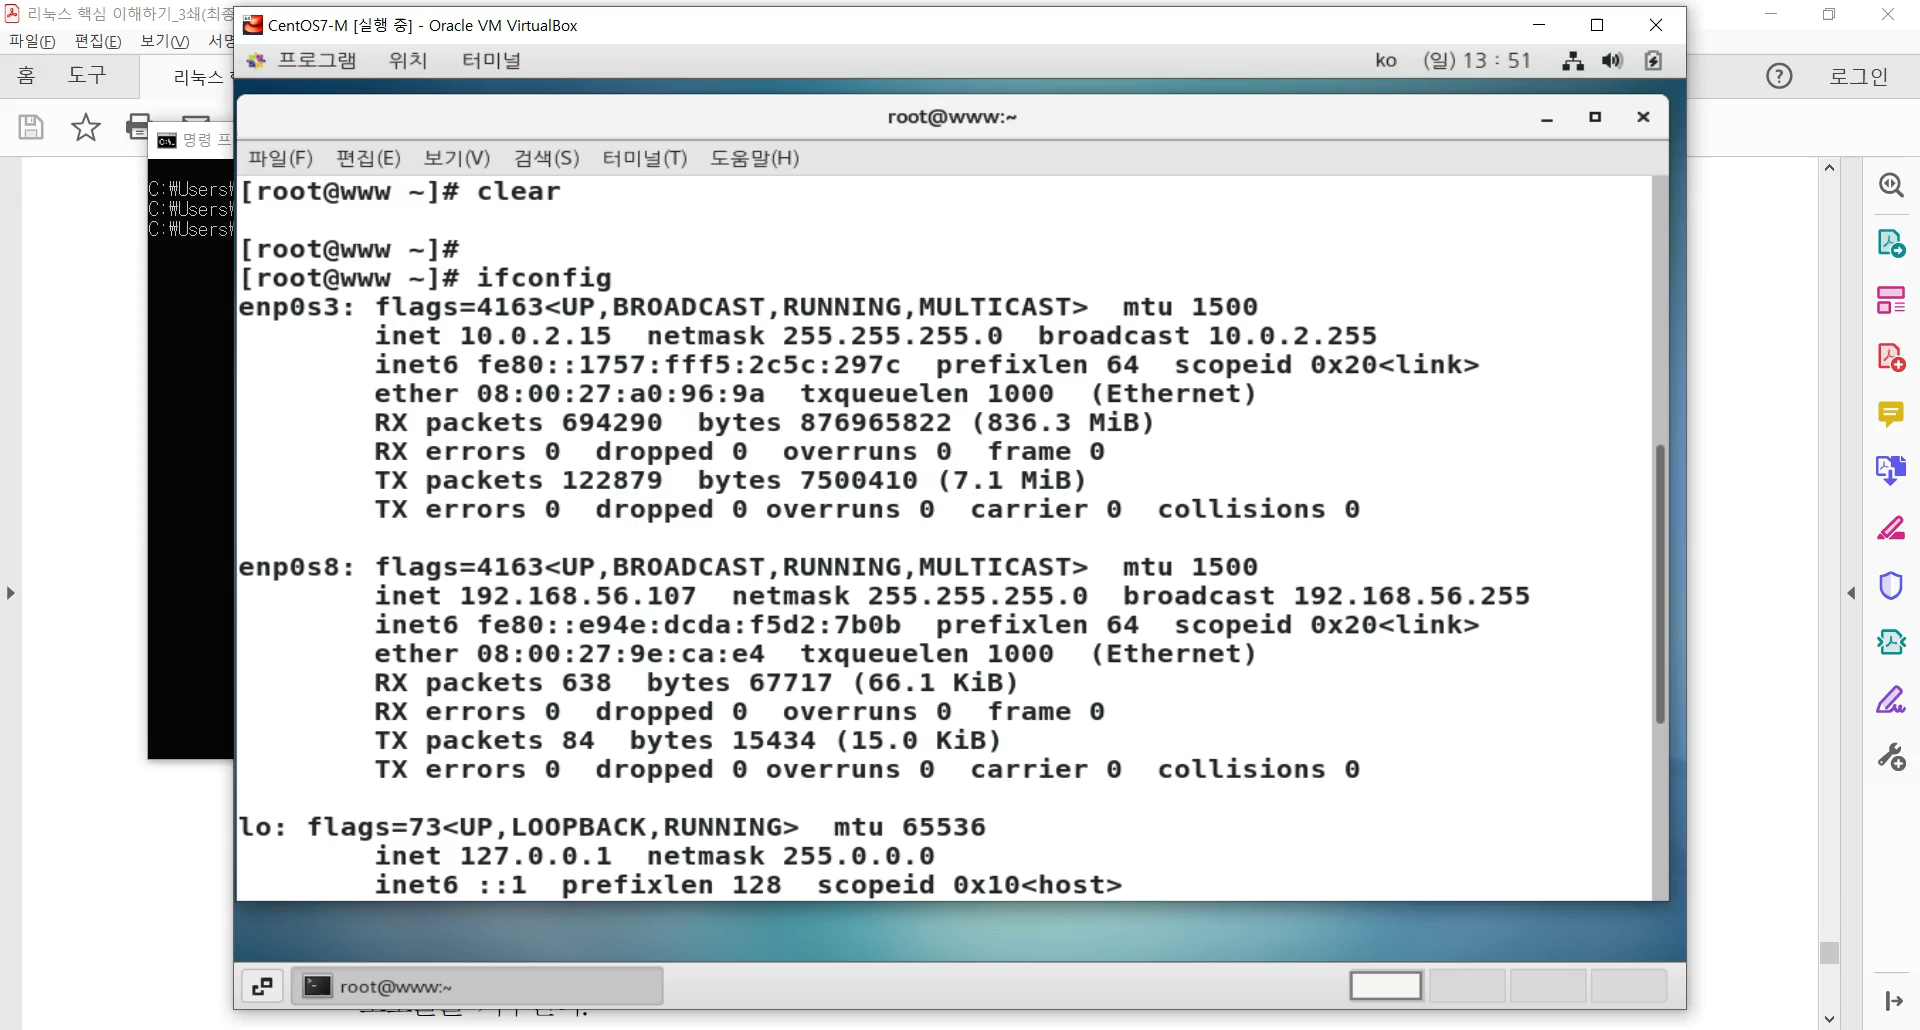 리눅스 핵심 이해하기_3쇄(최종
파일(F) 편집(E) 보기(V) 서명
홈 도구 리눅스
로그인
명령 프
C:₩Users₩
C:₩Users₩
C:₩Users₩
CentOS7-M [실행 중] - Oracle VM VirtualBox
프로그램 위치 터미널 ko (일) 13 : 51
root@www:~
파일(F) 편집(E) 보기(V) 검색(S) 터미널(T) 도움말(H)
[root@www ~]# clear
[root@www ~]#
[root@www ~]# ifconfig
enp0s3: flags=4163<UP,BROADCAST,RUNNING,MULTICAST>  mtu 1500
        inet 10.0.2.15  netmask 255.255.255.0  broadcast 10.0.2.255
        inet6 fe80::1757:fff5:2c5c:297c  prefixlen 64  scopeid 0x20<link>
        ether 08:00:27:a0:96:9a  txqueuelen 1000  (Ethernet)
        RX packets 694290  bytes 876965822 (836.3 MiB)
        RX errors 0  dropped 0  overruns 0  frame 0
        TX packets 122879  bytes 7500410 (7.1 MiB)
        TX errors 0  dropped 0 overruns 0  carrier 0  collisions 0
enp0s8: flags=4163<UP,BROADCAST,RUNNING,MULTICAST>  mtu 1500
        inet 192.168.56.107  netmask 255.255.255.0  broadcast 192.168.56.255
        inet6 fe80::e94e:dcda:f5d2:7b0b  prefixlen 64  scopeid 0x20<link>
        ether 08:00:27:9e:ca:e4  txqueuelen 1000  (Ethernet)
        RX packets 638  bytes 67717 (66.1 KiB)
        RX errors 0  dropped 0  overruns 0  frame 0
        TX packets 84  bytes 15434 (15.0 KiB)
        TX errors 0  dropped 0 overruns 0  carrier 0  collisions 0
lo: flags=73<UP,LOOPBACK,RUNNING>  mtu 65536
        inet 127.0.0.1  netmask 255.0.0.0
        inet6 ::1  prefixlen 128  scopeid 0x10<host>
root@www:~